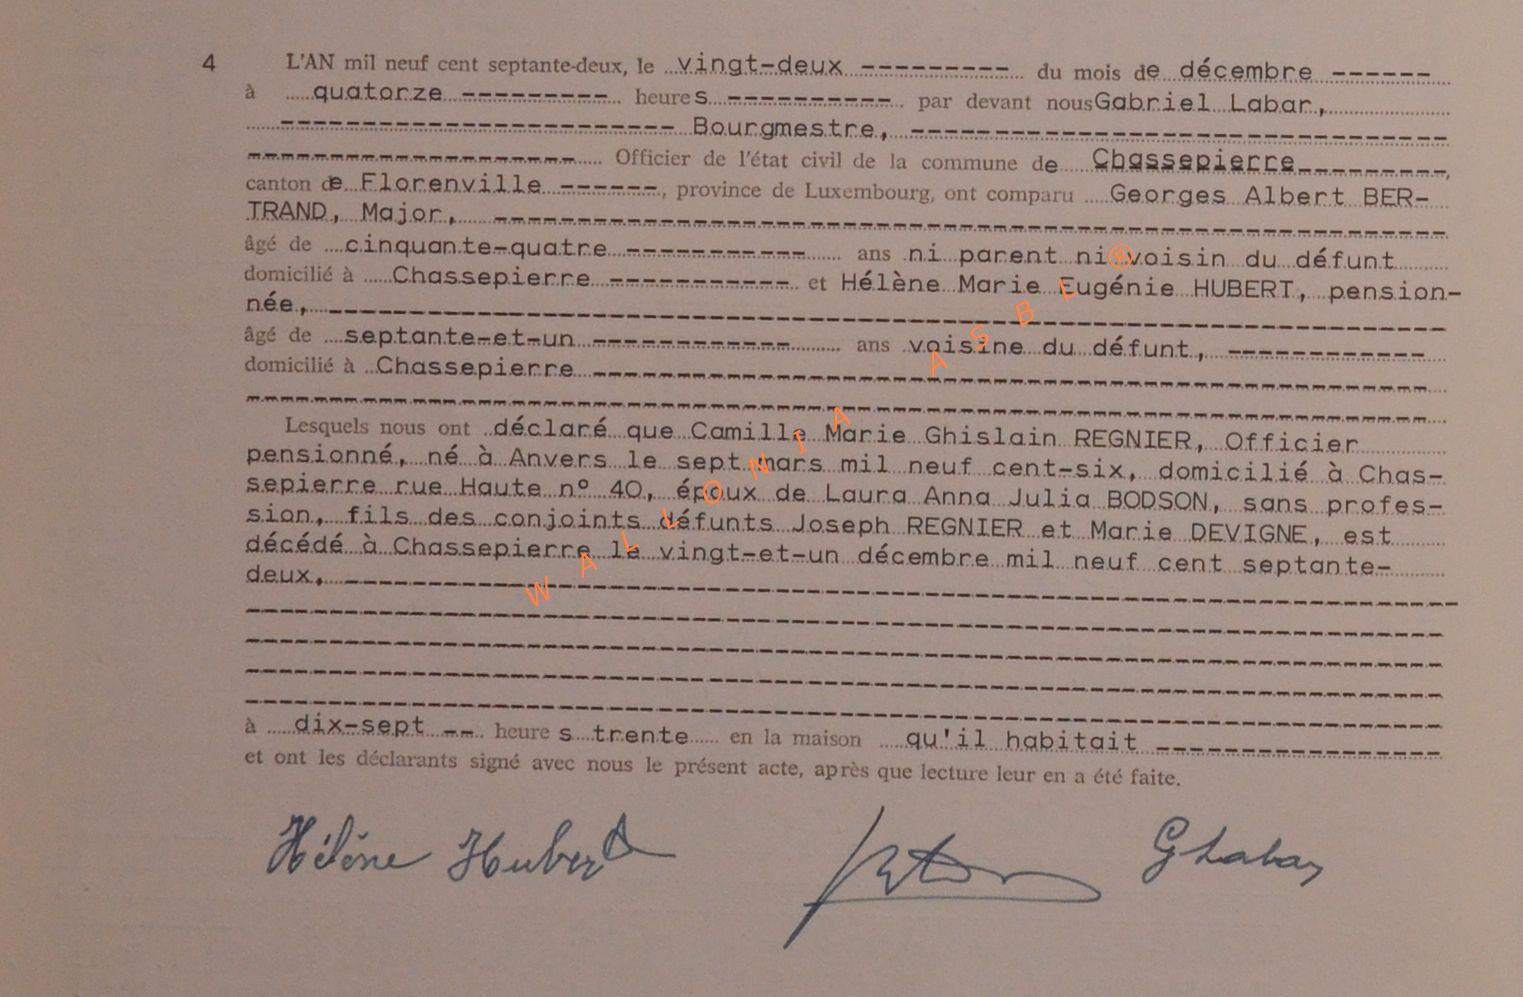 4 L'AN mil neuf cent septante-deux, le vingt-deux ---------- du mois de décembre ------
à quatorze --------- heures ---------- par devant nous Gabriel Labar,
------------------------ Bourgmestre, ---------------------------------
-------------------- Officier de l'état civil de la commune de Chassepierre---------,
canton de Florenville ------, province de Luxembourg, ont comparu Georges Albert BER-
TRAND, Major, ----------------------------------------------------------
âgé de cinquante-quatre ----------- ans ni parent ni voisin du défunt
domicilié à Chassepierre ----------- et Hélène Marie Eugénie HUBERT, pension-
née,--------------------------------------------------------------------
âgé de septante-et-un ------------ ans voisine du défunt, ------------
domicilié à Chassepierre ---------------------------------------------------
------------------------------------------------------------------------
Lesquels nous ont déclaré que Camille Marie Ghislain REGNIER, Officier
pensionné, né à Anvers le sept mars mil neuf cent-six, domicilié à Chas-
sepierre rue Haute n° 40, époux de Laura Anna Julia BODSON, sans profes-
sion, fils des conjoints défunts Joseph REGNIER et Marie DEVIGNE, est
décédé à Chassepierre le vingt-et-un décembre mil neuf cent septante-
deux,--------------------------------------------------------------------
------------------------------------------------------------------------
------------------------------------------------------------------------
------------------------------------------------------------------------
------------------------------------------------------------------------
à dix-sept -- heures trente en la maison qu'il habitait -----------------
et ont les déclarants signé avec nous le présent acte, après que lecture leur en a été faite.
Hélène Hubert GLabar
WALLONIA ASBL ®